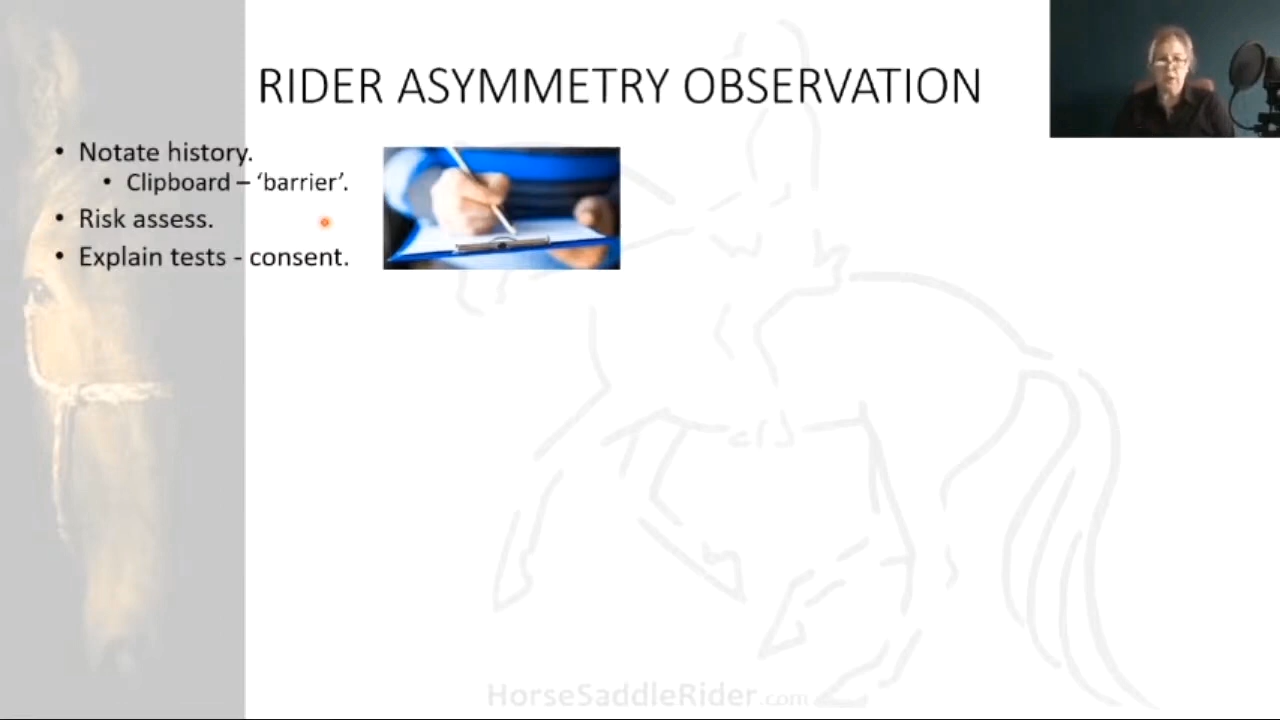 RIDER ASYMMETRY OBSERVATION
• Notate history.
• Clipboard – ‘barrier’.
• Risk assess.
• Explain tests - consent.
HorseSaddleRider.com